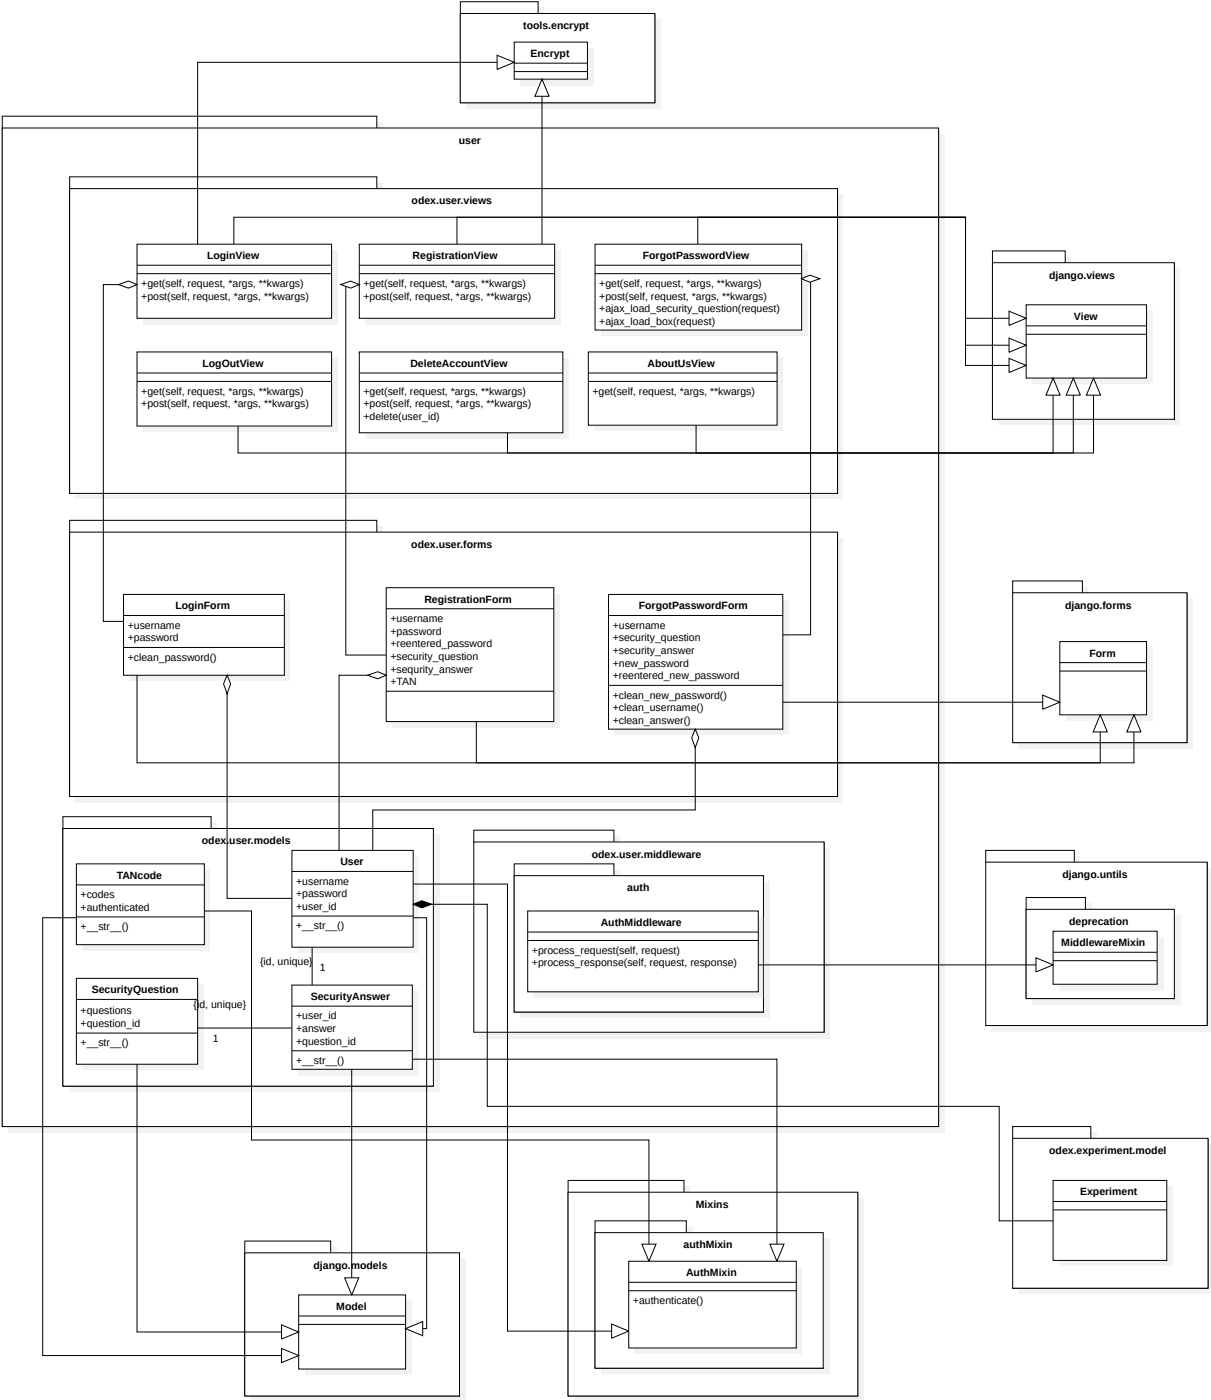 tools.encrypt
Encrypt
user
odex.user.views
LoginView
+get(self, request, *args, **kwargs)
+post(self, request, *args, **kwargs)
RegistrationView
+get(self, request, *args, **kwargs)
+post(self, request, *args, **kwargs)
ForgotPasswordView
+get(self, request, *args, **kwargs)
+post(self, request, *args, **kwargs)
+ajax_load_security_question(request)
+ajax_load_box(request)
django.views
View
LogOutView
+get(self, request, *args, **kwargs)
+post(self, request, *args, **kwargs)
DeleteAccountView
+get(self, request, *args, **kwargs)
+post(self, request, *args, **kwargs)
+delete(user_id)
AboutUsView
+get(self, request, *args, **kwargs)
odex.user.forms
LoginForm
+username
+password
+clean_password()
RegistrationForm
+username
+password
+reentered_password
+security_question
+sequrity_answer
+TAN
ForgotPasswordForm
+username
+security_question
+security_answer
+new_password
+reentered_new_password
+clean_new_password()
+clean_username()
+clean_answer()
django.forms
Form
odex.user.models
TANcode
+codes
+authenticated
+__str__()
User
+username
+password
+user_id
+__str__()
{id, unique}
1
SecurityQuestion
+questions
+question_id
+__str__()
{id, unique}
1
SecurityAnswer
+user_id
+answer
+question_id
+__str__()
odex.user.middleware
auth
AuthMiddleware
+process_request(self, request)
+process_response(self, request, response)
django.untils
deprecation
MiddlewareMixin
odex.experiment.model
Experiment
Mixins
authMixin
AuthMixin
+authenticate()
django.models
Model